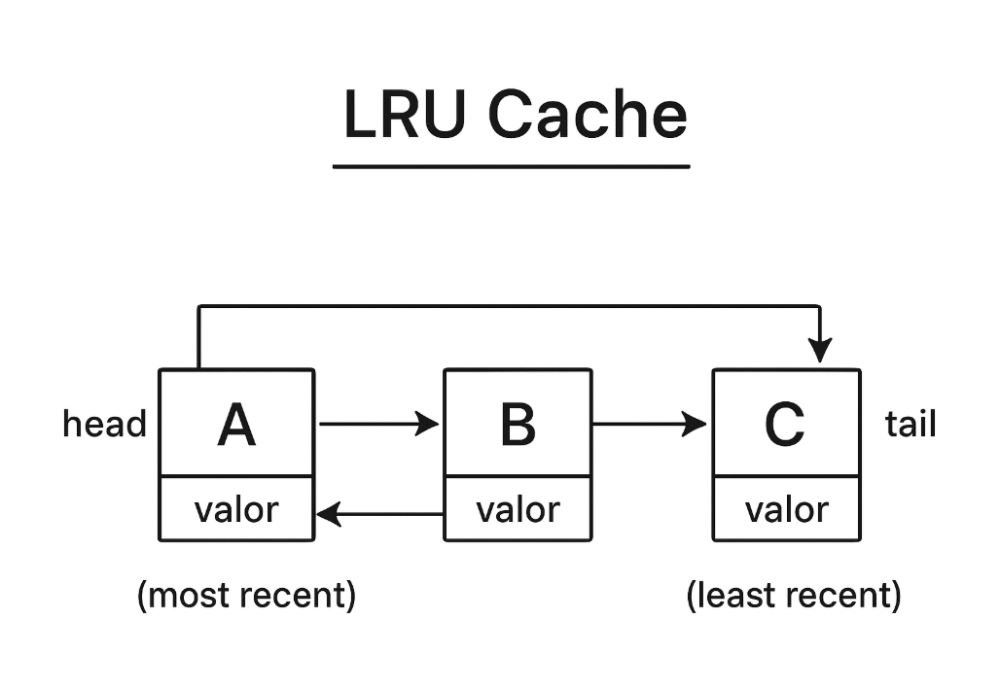 LRU Cache
head A B C tail
valor valor valor
(most recent) (least recent)